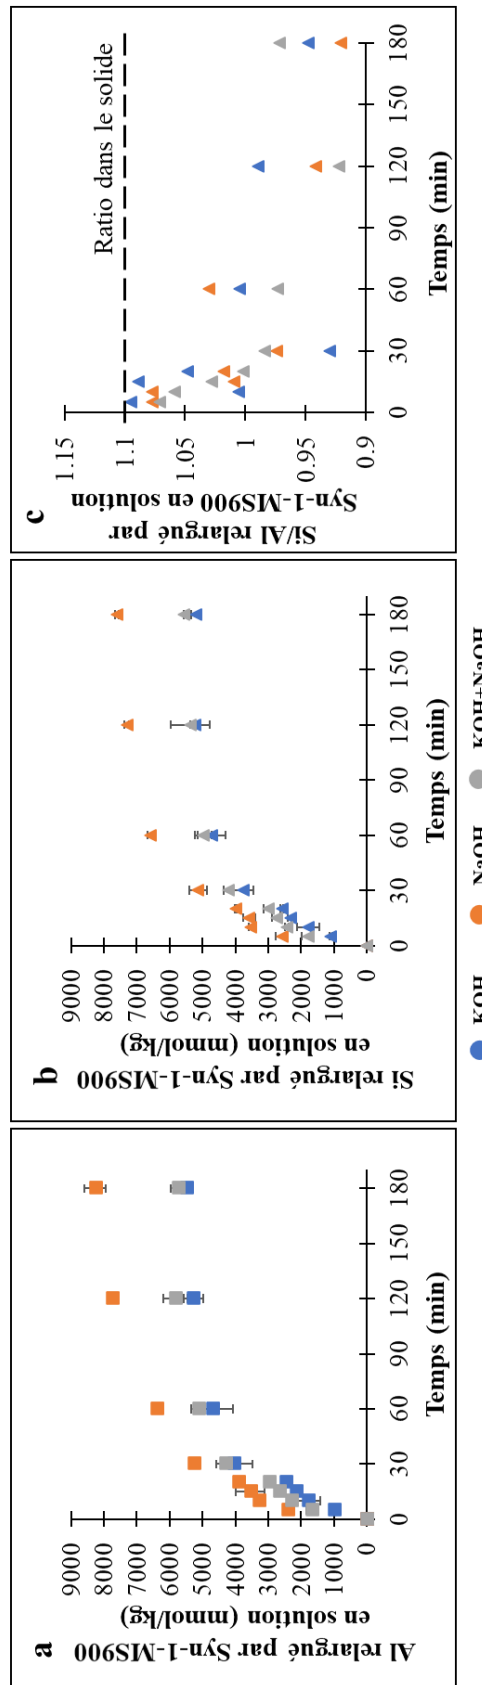 a
Al relargué par Syn-1-MS900
en solution (mmol/kg)
9000
8000
7000
6000
5000
4000
3000
2000
1000
0
0 30 60 90 120 150 180
Temps (min)
b
Si relargué par Syn-1-MS900
en solution (mmol/kg)
9000
8000
7000
6000
5000
4000
3000
2000
1000
0
0 30 60 90 120 150 180
Temps (min)
c
Si/Al relargué par
Syn-1-MS900 en solution
1.15
1.1
1.05
1
0.95
0.9
Ratio dans le solide
0 30 60 90 120 150 180
Temps (min)
KOH NaOH KOH+NaOH